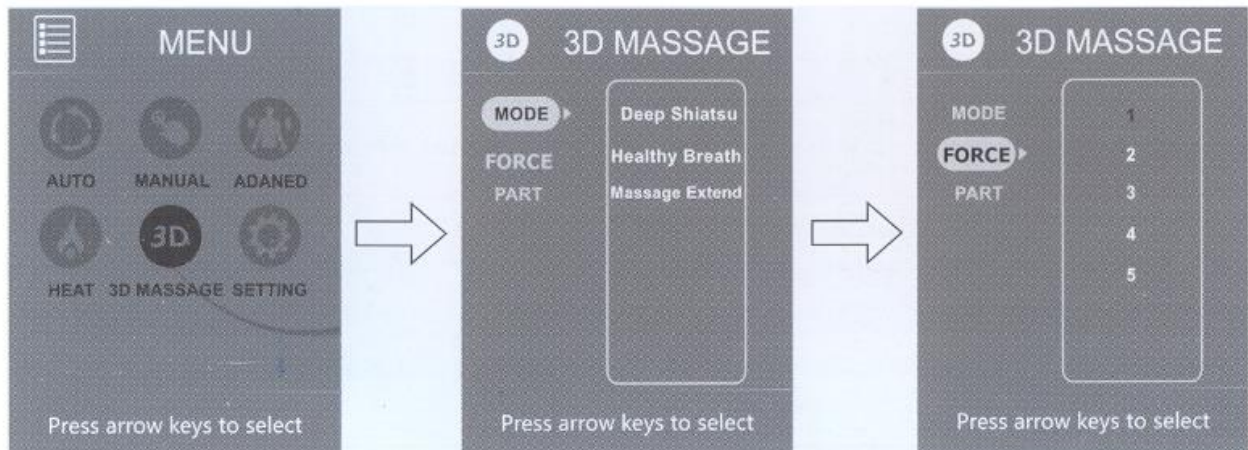 MENU
AUTO MANUAL ADANED
3D
HEAT 3D MASSAGE SETTING
Press arrow keys to select
3D 3D MASSAGE
MODE Deep Shiatsu
FORCE Healthy Breath
PART Massage Extend
Press arrow keys to select
3D 3D MASSAGE
MODE 1
FORCE 2
PART 3
4
5
Press arrow keys to select